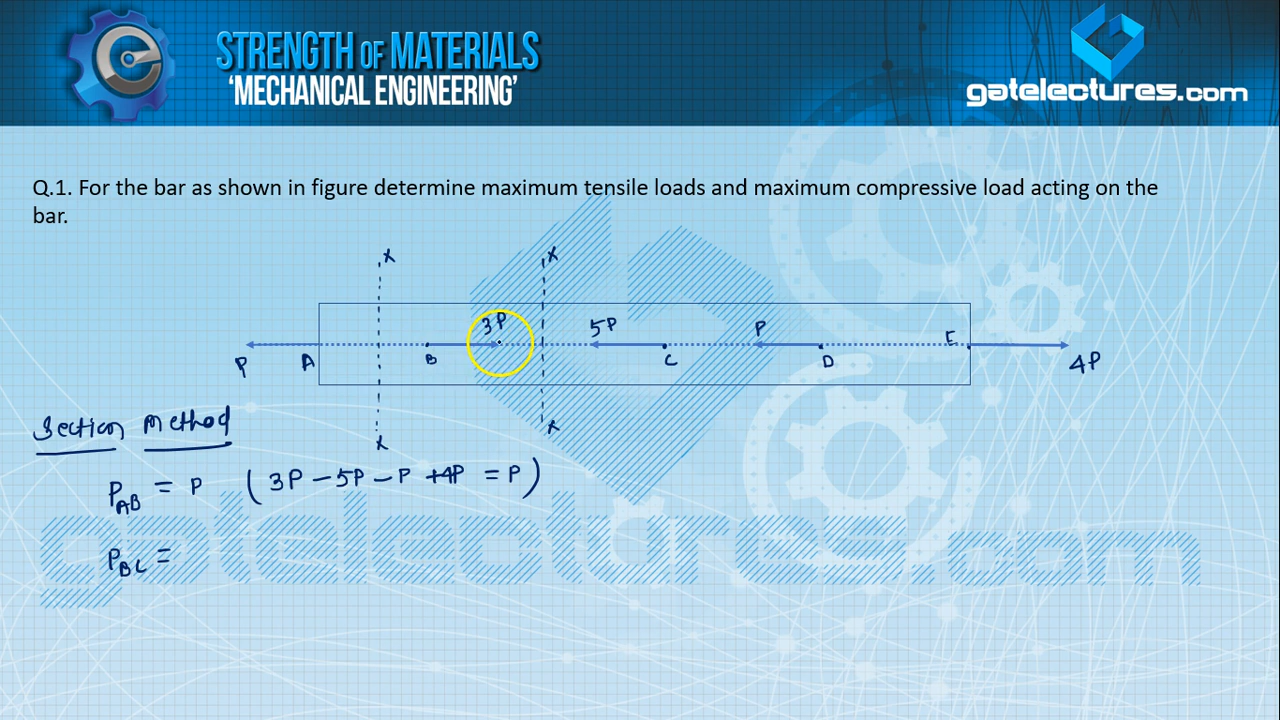 STRENGTH OF MATERIALS
'MECHANICAL ENGINEERING'
gatelectures.com
Q.1. For the bar as shown in figure determine maximum tensile loads and maximum compressive load acting on the
bar.
X X
3P 5P P E
P A B C D 4P
X X
Section Method
P_AB = P (3P - 5P - P + 4P = P)
P_BC =
gatelectures.com